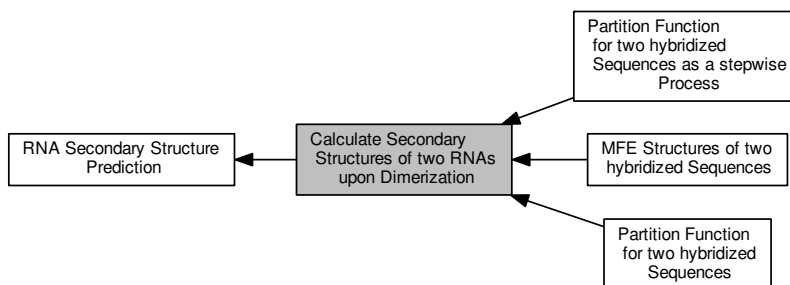 RNA Secondary Structure
Prediction
Calculate Secondary
Structures of two RNAs
upon Dimerization
Partition Function
for two hybridized
Sequences as a stepwise
Process
MFE Structures of two
hybridized Sequences
Partition Function
for two hybridized
Sequences